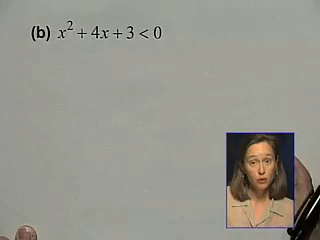 (b) x² + 4x + 3 < 0